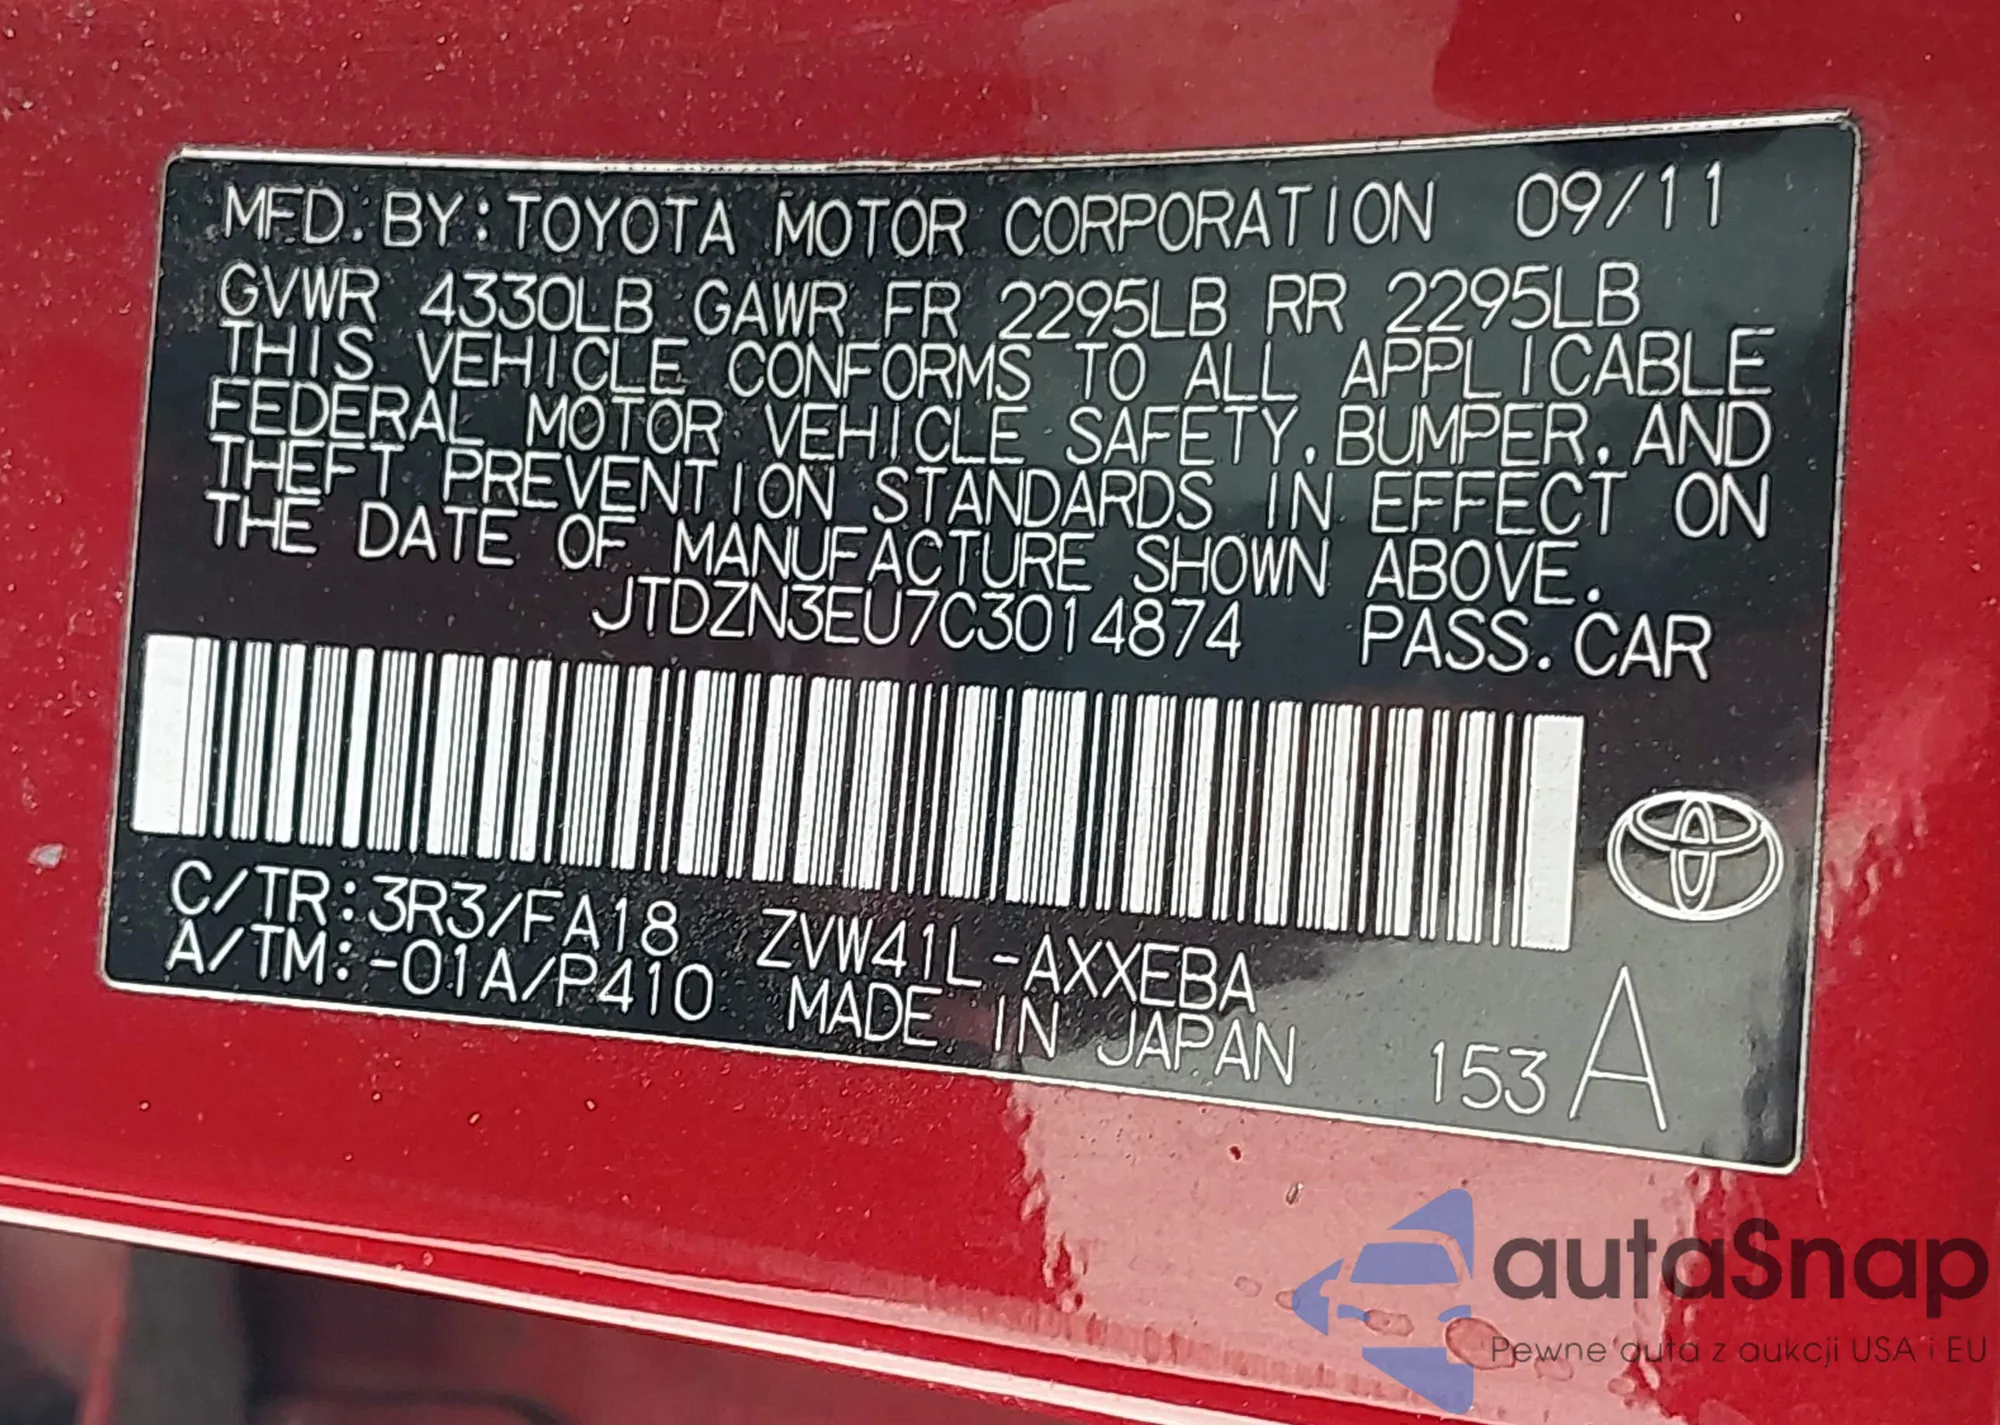 MFD. BY: TOYOTA MOTOR CORPORATION 09/11
GVWR 4330LB GAWR FR 2295LB RR 2295LB
THIS VEHICLE CONFORMS TO ALL APPLICABLE
FEDERAL MOTOR VEHICLE SAFETY, BUMPER, AND
THEFT PREVENTION STANDARDS IN EFFECT ON
THE DATE OF MANUFACTURE SHOWN ABOVE.
JTDZN3EU7C3014874 PASS. CAR
C/TR: 3R3/FA18 ZVW41L-AXXEBA
A/TM: -01A/P410 MADE IN JAPAN 153 A
autaSnap
Pewne auta z aukcji USA i EU